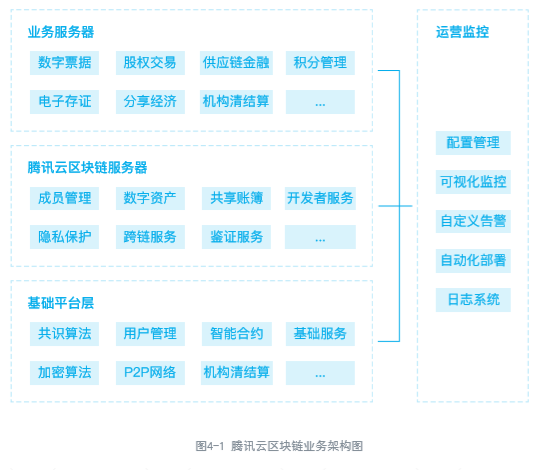 业务服务器
数字票据 股权交易 供应链金融 积分管理
电子存证 分享经济 机构清结算 ...
腾讯云区块链服务器
成员管理 数字资产 共享账簿 开发者服务
隐私保护 跨链服务 鉴证服务 ...
基础平台层
共识算法 用户管理 智能合约 基础服务
加密算法 P2P网络 机构清结算 ...
运营监控
配置管理
可视化监控
自定义告警
自动化部署
日志系统
图4-1 腾讯云区块链业务架构图